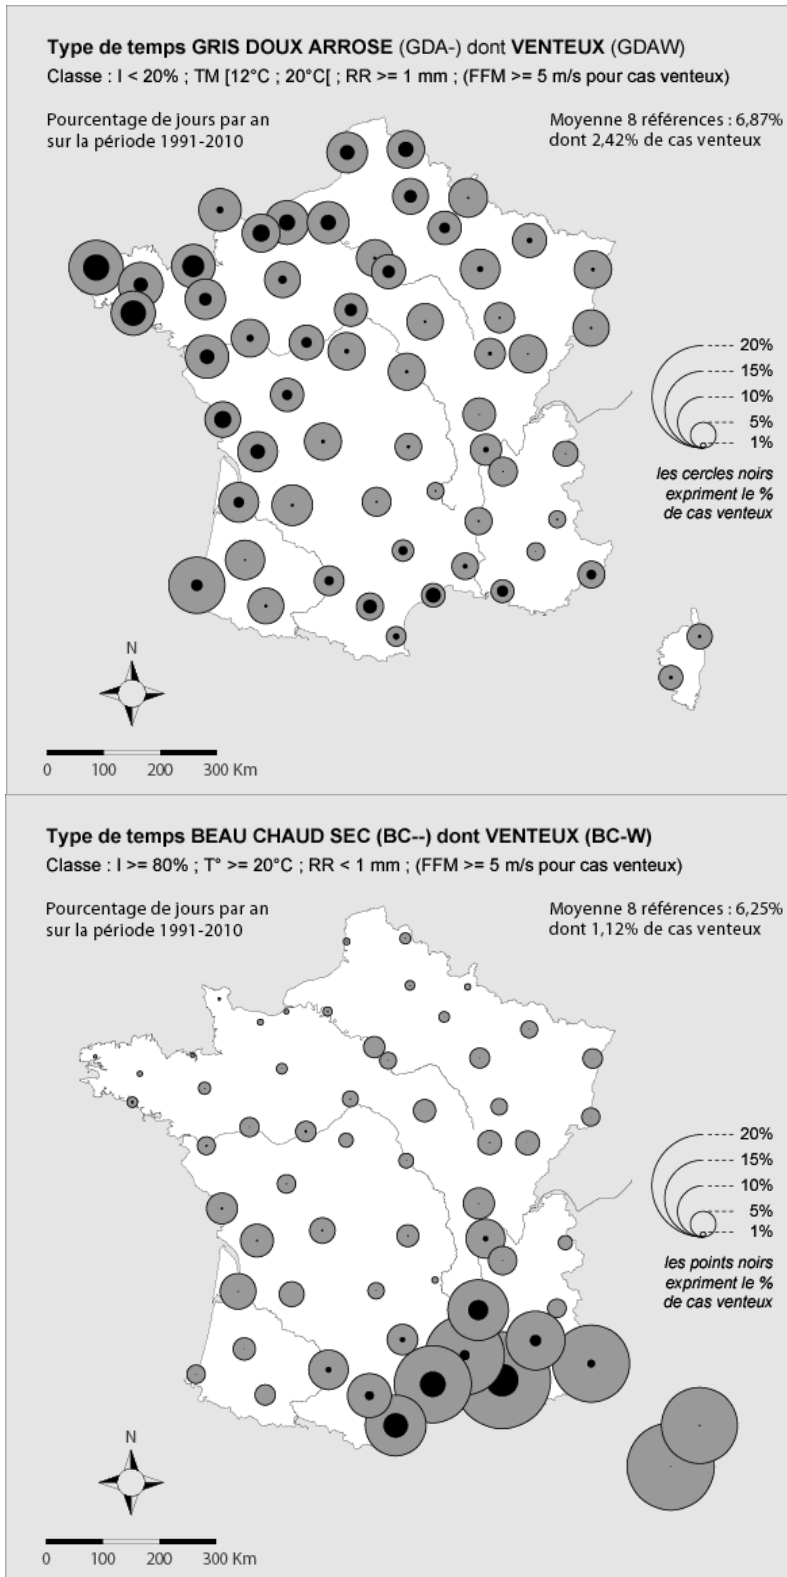 Type de temps GRIS DOUX ARROSE (GDA-) dont VENTEUX (GDAW)
Classe : I < 20% ; TM [12°C ; 20°C[ ; RR >= 1 mm ; (FFM >= 5 m/s pour cas venteux)
Pourcentage de jours par an
sur la période 1991-2010
Moyenne 8 références : 6,87%
dont 2,42% de cas venteux
20%
15%
10%
5%
1%
les cercles noirs
expriment le %
de cas venteux
N
0 100 200 300 Km
Type de temps BEAU CHAUD SEC (BC--) dont VENTEUX (BC-W)
Classe : I >= 80% ; T° >= 20°C ; RR < 1 mm ; (FFM >= 5 m/s pour cas venteux)
Pourcentage de jours par an
sur la période 1991-2010
Moyenne 8 références : 6,25%
dont 1,12% de cas venteux
20%
15%
10%
5%
1%
les points noirs
expriment le %
de cas venteux
N
0 100 200 300 Km